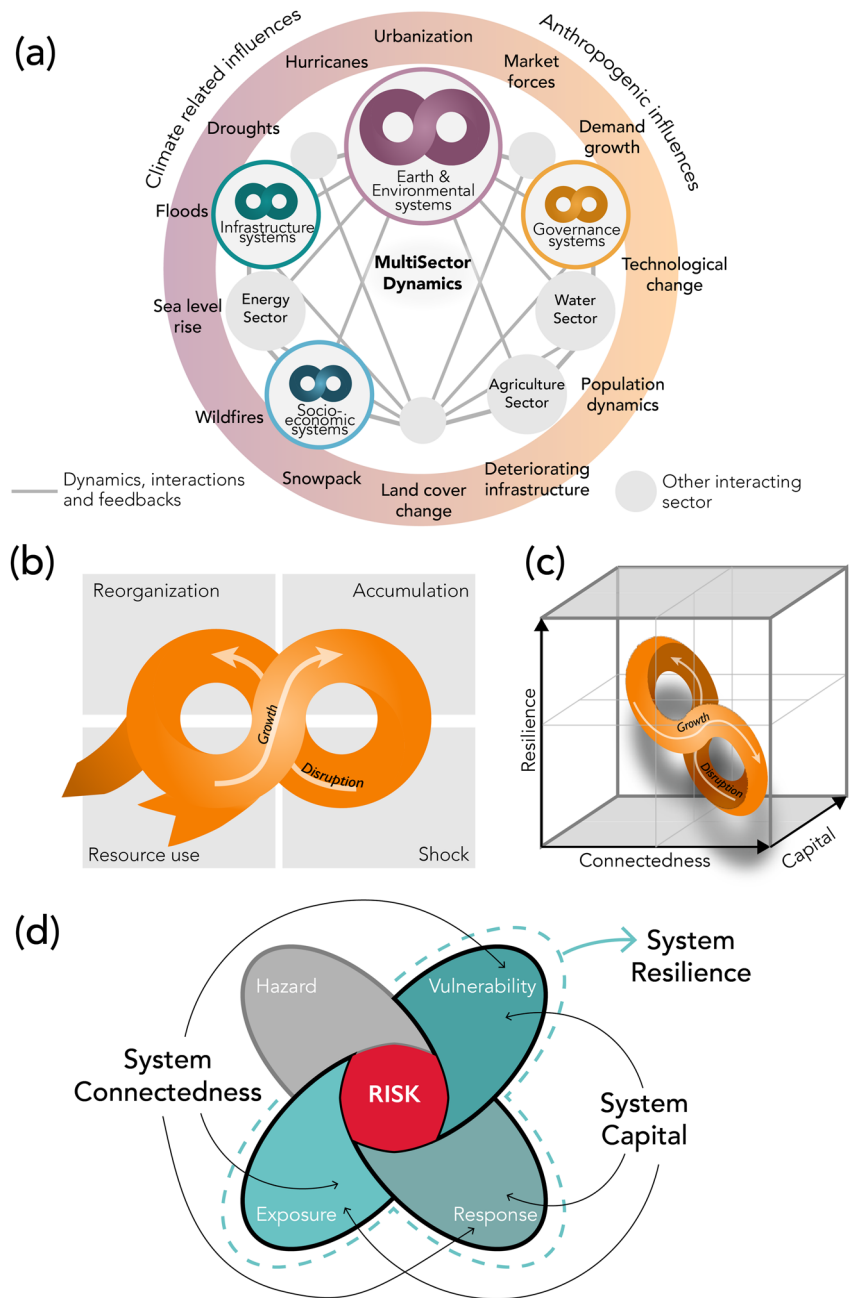 (a)
Climate related influences
Anthropogenic influences
Urbanization
Hurricanes
Market
forces
Droughts
Demand
growth
Earth &
Environmental
systems
Floods
Infrastructure
systems
Governance
systems
MultiSector
Dynamics
Technological
change
Sea level
rise
Energy
Sector
Water
Sector
Wildfires
Socio-
economic
systems
Agriculture
Sector
Population
dynamics
Snowpack
Land cover
change
Deteriorating
infrastructure
Dynamics, interactions
and feedbacks
Other interacting
sector
(b)
Reorganization
Accumulation
Growth
Disruption
Resource use
Shock
(c)
Resilience
Growth
Disruption
Connectedness
Capital
(d)
System
Resilience
Hazard
Vulnerability
System
Connectedness
RISK
System
Capital
Exposure
Response